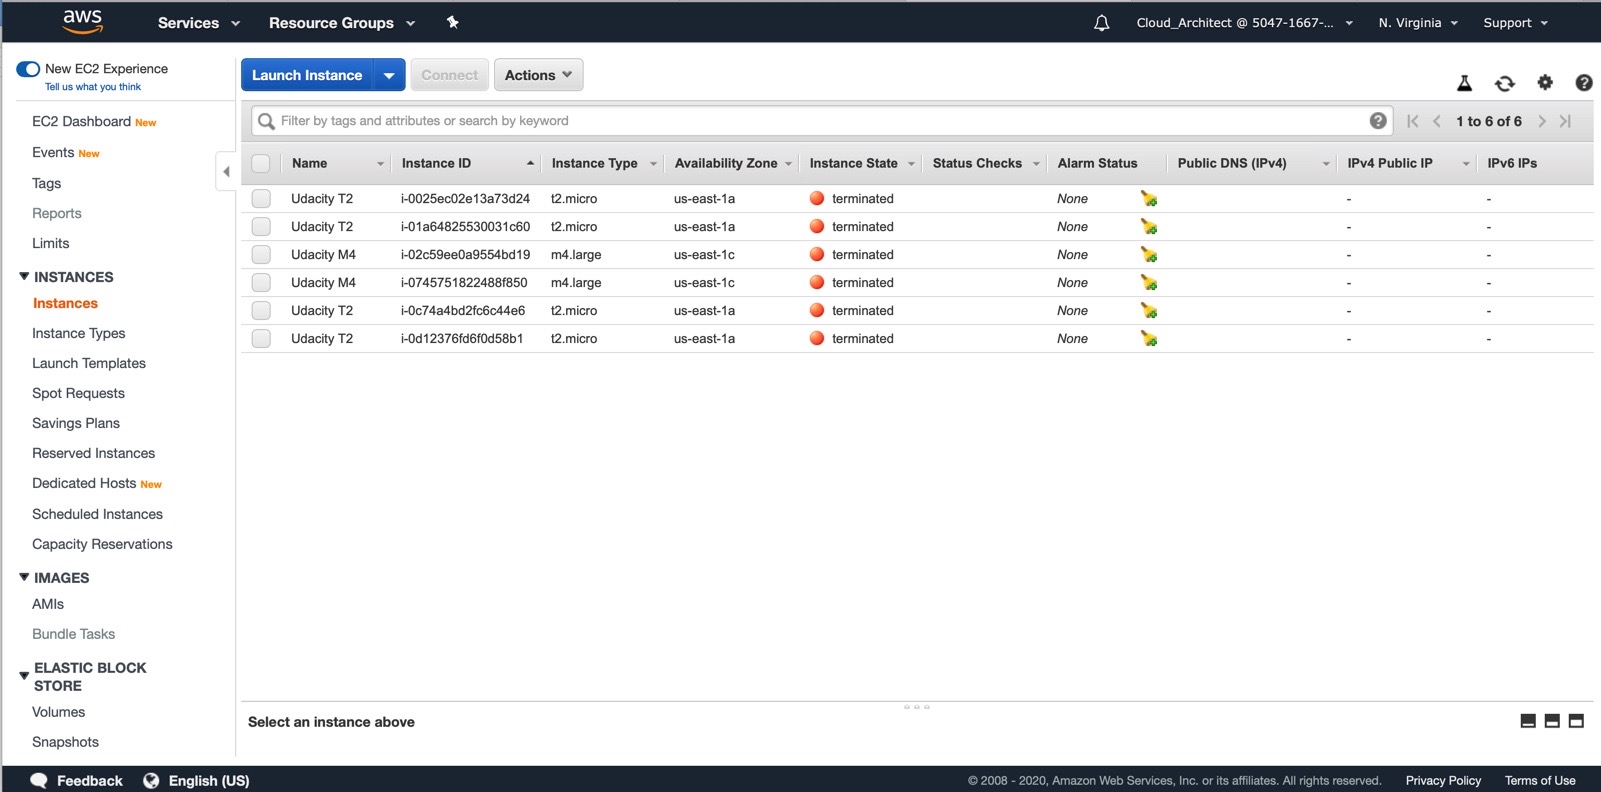 aws Services Resource Groups Cloud_Architect @ 5047-1667-... N. Virginia Support
New EC2 Experience
Tell us what you think
EC2 Dashboard New
Events New
Tags
Reports
Limits
INSTANCES
Instances
Instance Types
Launch Templates
Spot Requests
Savings Plans
Reserved Instances
Dedicated Hosts New
Scheduled Instances
Capacity Reservations
IMAGES
AMIs
Bundle Tasks
ELASTIC BLOCK
STORE
Volumes
Snapshots
Launch Instance Connect Actions
Filter by tags and attributes or search by keyword 1 to 6 of 6
Name Instance ID Instance Type Availability Zone Instance State Status Checks Alarm Status Public DNS (IPv4) IPv4 Public IP IPv6 IPs
Udacity T2 i-0025ec02e13a73d24 t2.micro us-east-1a terminated None - -
Udacity T2 i-01a64825530031c60 t2.micro us-east-1a terminated None - -
Udacity M4 i-02c59ee0a9554bd19 m4.large us-east-1c terminated None - -
Udacity M4 i-0745751822488f850 m4.large us-east-1c terminated None - -
Udacity T2 i-0c74a4bd2fc6c44e6 t2.micro us-east-1a terminated None - -
Udacity T2 i-0d12376fd6f0d58b1 t2.micro us-east-1a terminated None - -
Select an instance above
Feedback English (US) © 2008 - 2020, Amazon Web Services, Inc. or its affiliates. All rights reserved. Privacy Policy Terms of Use